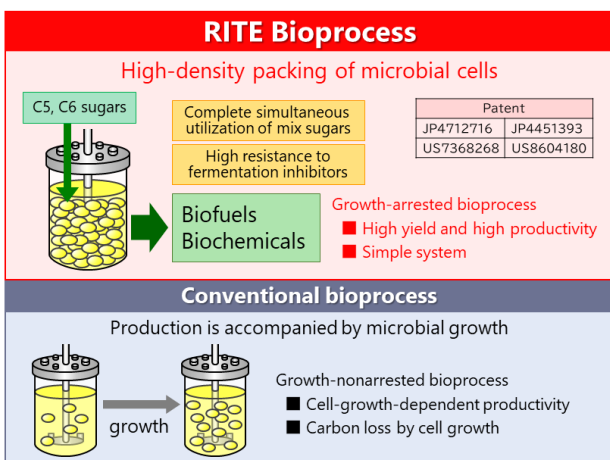 RITE Bioprocess
High-density packing of microbial cells
C5, C6 sugars
Complete simultaneous
utilization of mix sugars
High resistance to
fermentation inhibitors
Patent
JP4712716 JP4451393
US7368268 US8604180
Biofuels
Biochemicals
Growth-arrested bioprocess
■ High yield and high productivity
■ Simple system
Conventional bioprocess
Production is accompanied by microbial growth
growth
Growth-nonarrested bioprocess
■ Cell-growth-dependent productivity
■ Carbon loss by cell growth